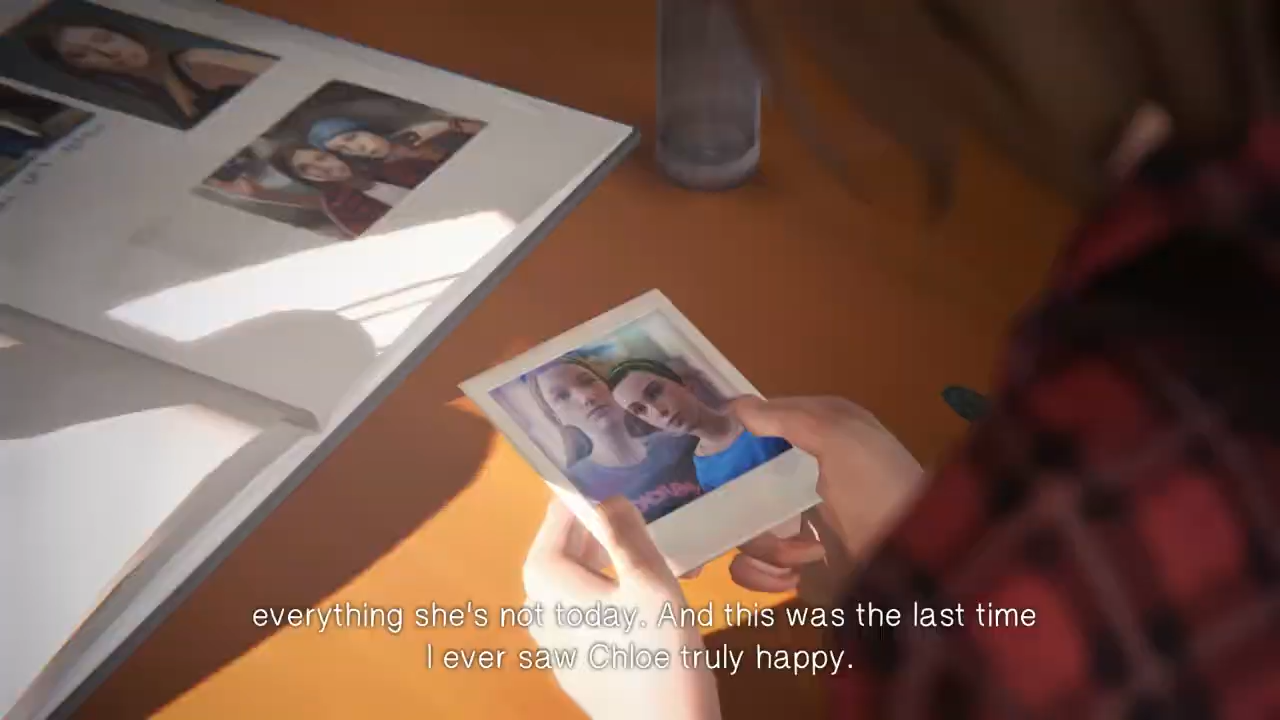 everything she's not today. And this was the last time
I ever saw Chloe truly happy.